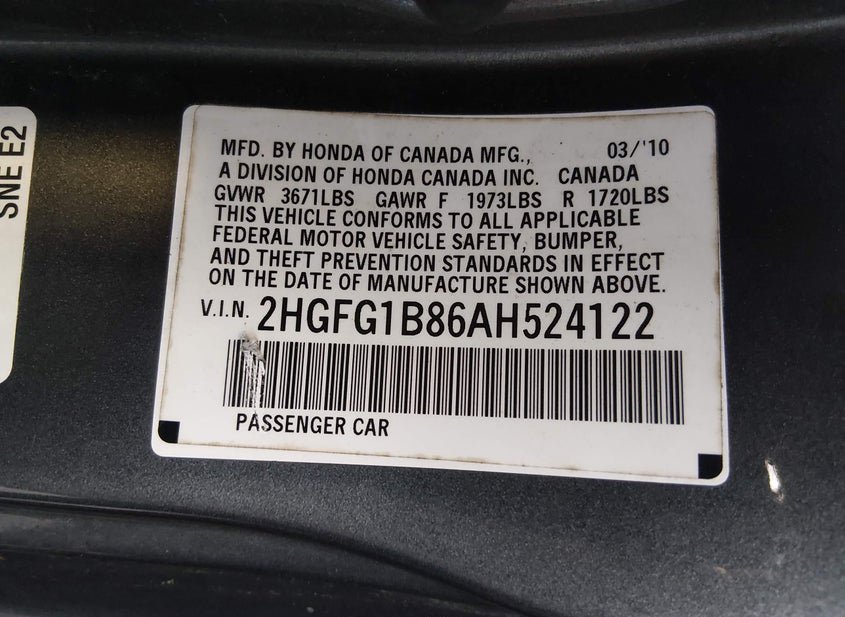 SNE E2
MFD. BY HONDA OF CANADA MFG., 03/'10
A DIVISION OF HONDA CANADA INC. CANADA
GVWR 3671LBS GAWR F 1973LBS R 1720LBS
THIS VEHICLE CONFORMS TO ALL APPLICABLE
FEDERAL MOTOR VEHICLE SAFETY, BUMPER,
AND THEFT PREVENTION STANDARDS IN EFFECT
ON THE DATE OF MANUFACTURE SHOWN ABOVE.
V.I.N. 2HGFG1B86AH524122
PASSENGER CAR